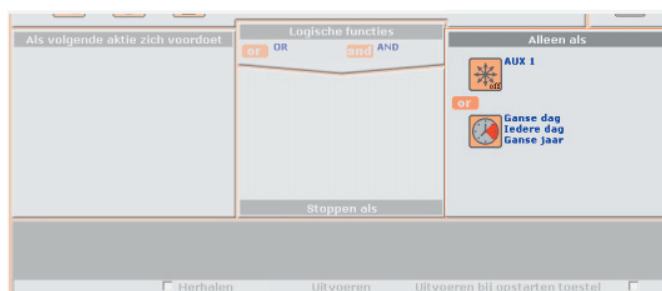 Als volgende aktie zich voordoet
Logische functies
or OR and AND
Stoppen als
Alleen als
AUX 1
off
or
Ganse dag
Iedere dag
Ganse jaar
Herhalen Uitvoeren Uitvoeren bij opstarten toestel